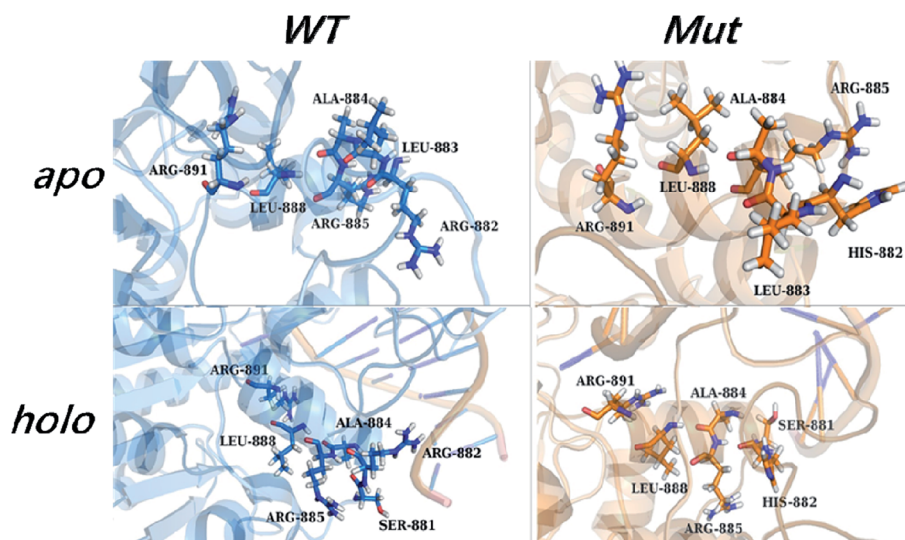 WT
Mut
apo
ALA-884
LEU-883
ARG-891
LEU-888
ARG-885
ARG-882
ALA-884
ARG-885
LEU-888
ARG-891
HIS-882
LEU-883
holo
ARG-891
ALA-884
LEU-888
ARG-882
ARG-885
SER-881
ARG-891
ALA-884
SER-881
LEU-888
HIS-882
ARG-885